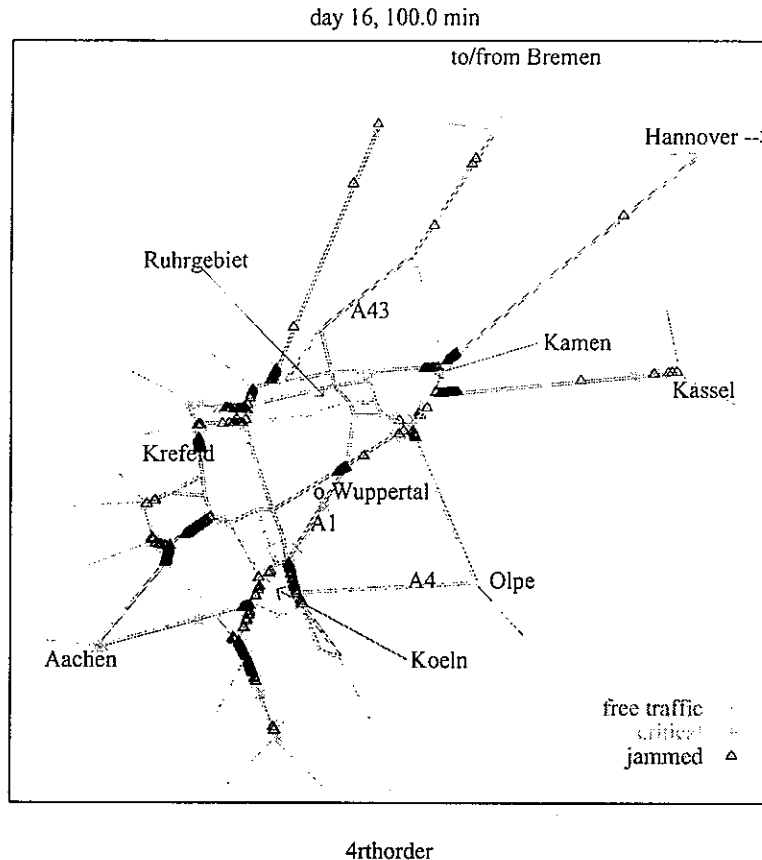 day 16, 100.0 min
to/from Bremen
Hannover -->
Ruhrgebiet
A43
Kamen
Kassel
Krefeld
o Wuppertal
A1
A4
Olpe
Aachen
Koeln
free traffic
critical
jammed
4rthorder